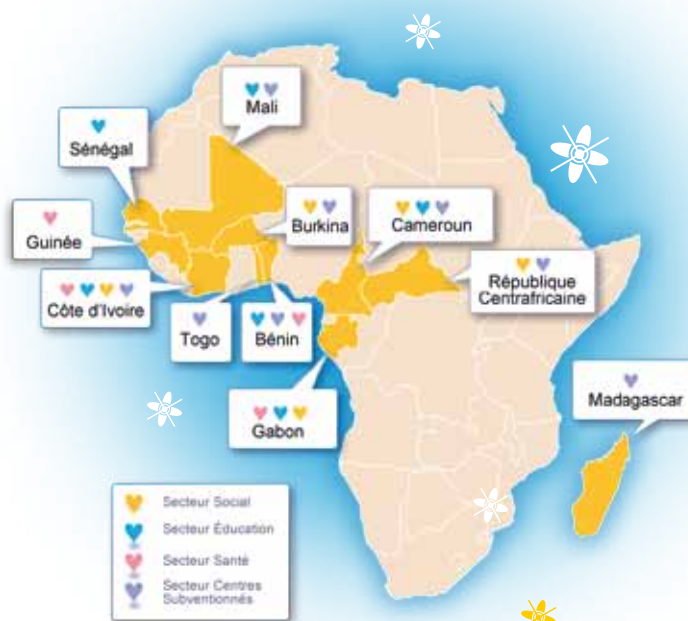 Mali
Sénégal
Burkina
Cameroun
Guinée
République
Centrafricaine
Côte d'Ivoire
Togo
Bénin
Madagascar
Gabon
Secteur Social
Secteur Éducation
Secteur Santé
Secteur Centres
Subventionnés